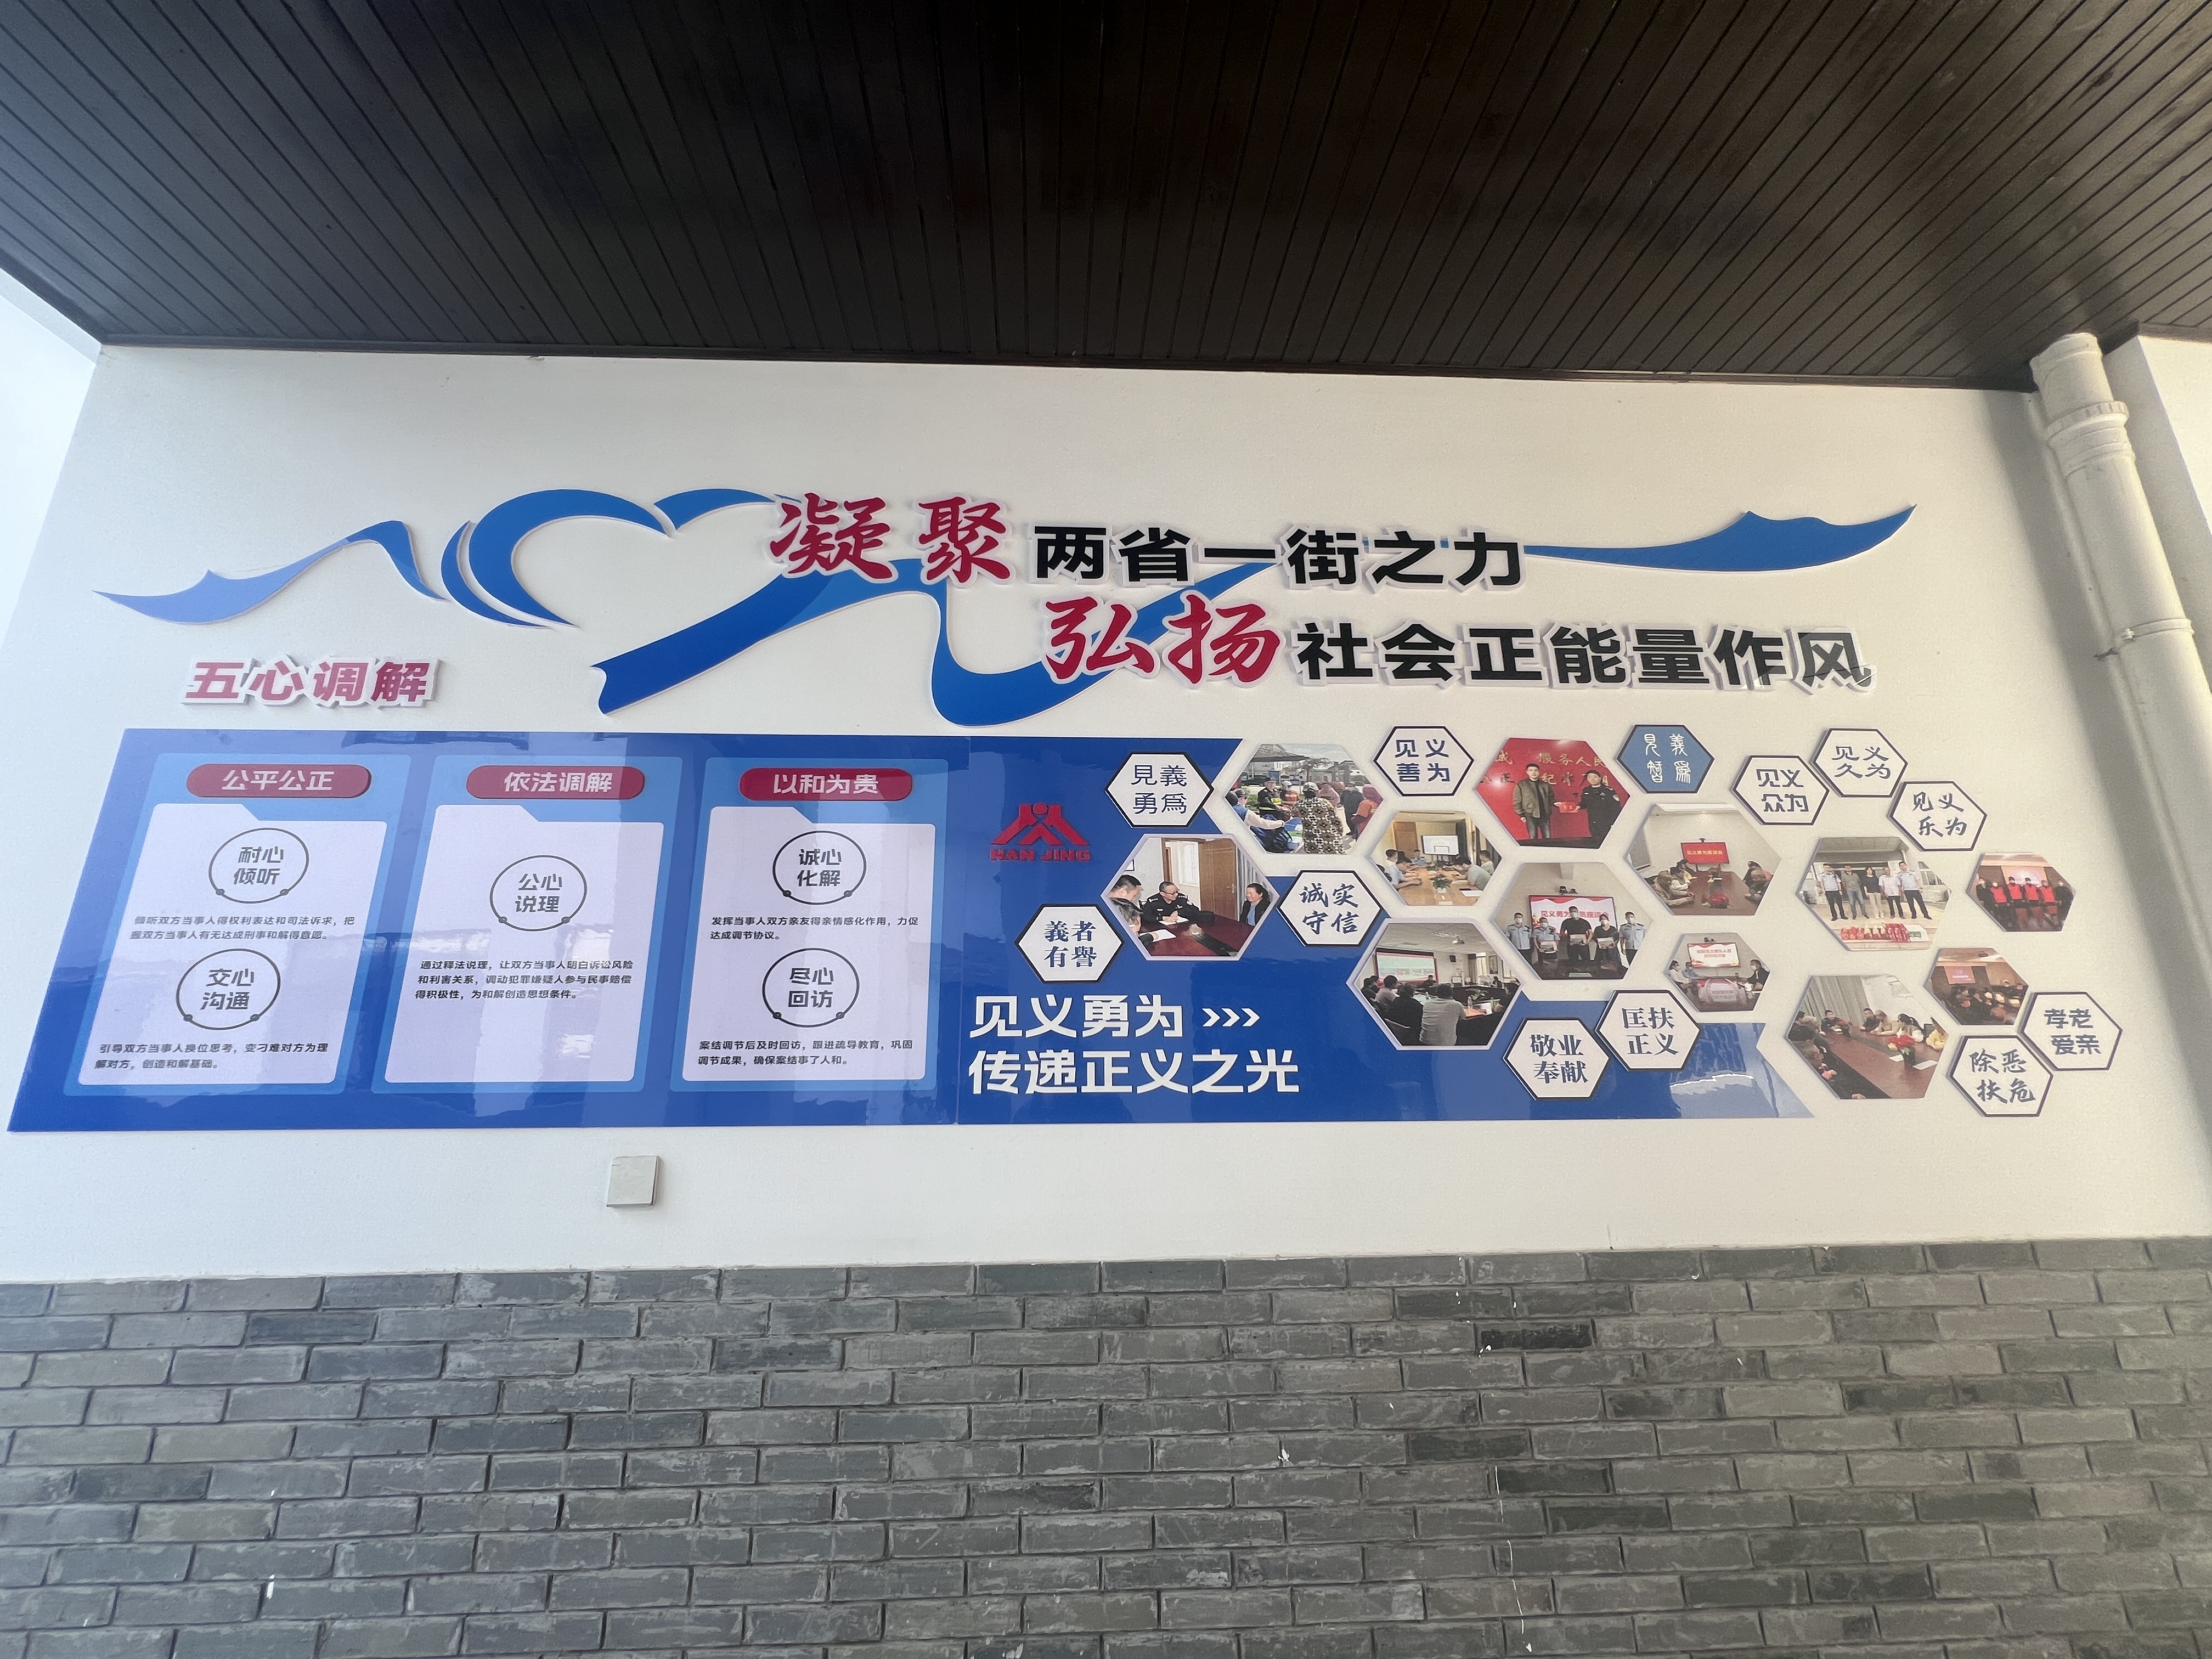 凝聚两省一街之力
弘扬社会正能量作风
五心调解
公平公正
耐心
倾听
倾听双方当事人得权利表达和司法诉求，把
握双方当事人有无达成刑事和解得意愿。
交心
沟通
引导双方当事人换位思考，变刁难对方为理
解对方，创造和解基础。
依法调解
公心
说理
通过释法说理，让双方当事人明白诉讼风险
和利害关系，调动犯罪嫌疑人参与民事赔偿
得积极性，为和解创造思想条件。
以和为贵
诚心
化解
发挥当事人双方亲友得亲情感化作用，力促
达成调节协议。
尽心
回访
案结调节后及时回访，跟进疏导教育，巩固
调节成果，确保案结事了人和。
NAN JING
見義
勇爲
義者
有譽
见义勇为 >>>
传递正义之光
诚实
守信
见义
善为
見義
智爲
见义
众为
见义
久为
见义
乐为
敬业
奉献
匡扶
正义
孝老
爱亲
除恶
扶危